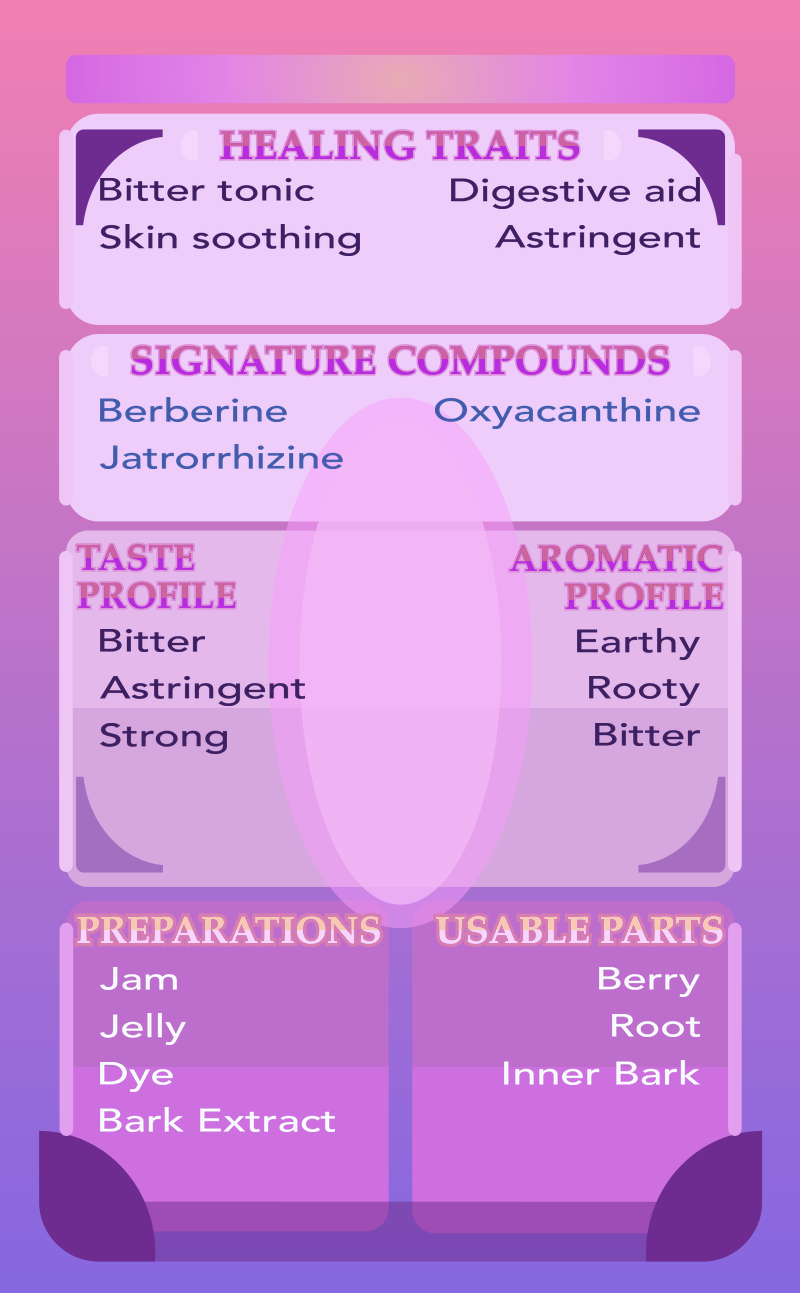 HEALING TRAITS
Bitter tonic
Digestive aid
Skin soothing
Astringent
SIGNATURE COMPOUNDS
Berberine
Oxyacanthine
Jatrorrhizine
TASTE
PROFILE
Bitter
Astringent
Strong
AROMATIC
PROFILE
Earthy
Rooty
Bitter
PREPARATIONS
Jam
Jelly
Dye
Bark Extract
USABLE PARTS
Berry
Root
Inner Bark